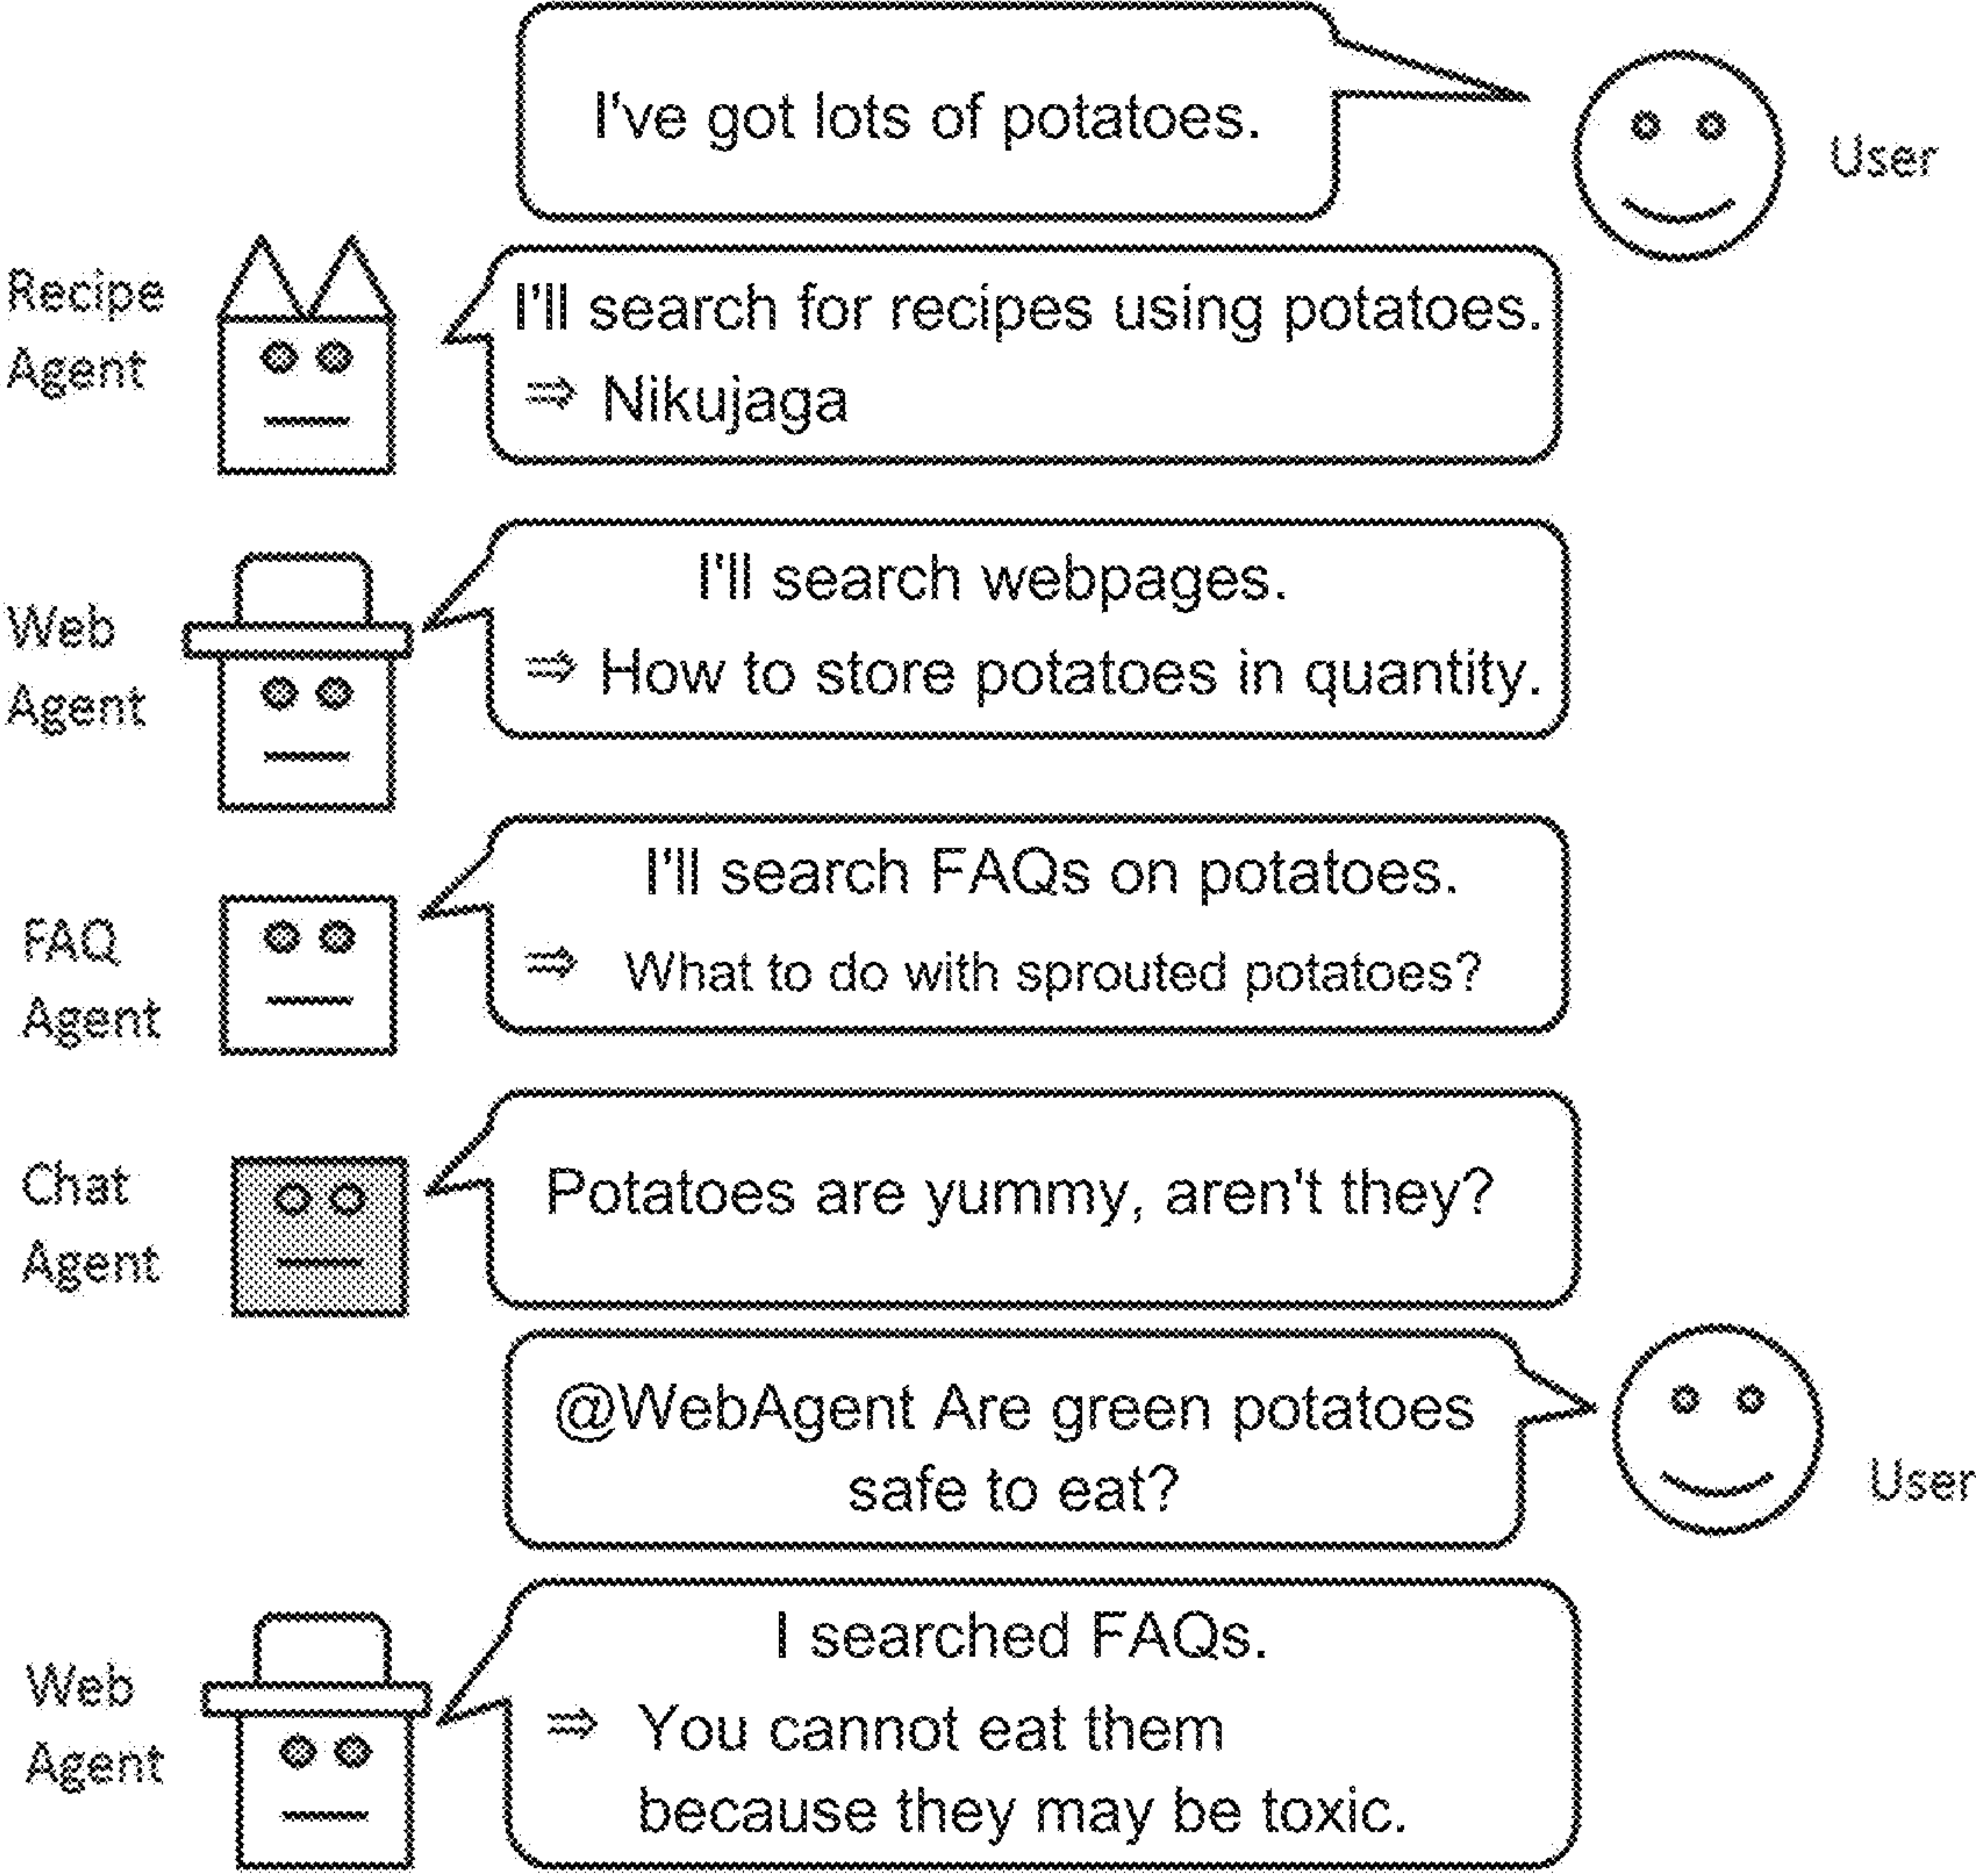 I've got lots of potatoes.
User
Recipe
Agent
I'll search for recipes using potatoes.
⇒ Nikujaga
Web
Agent
I'll search webpages.
⇒ How to store potatoes in quantity.
FAQ
Agent
I'll search FAQs on potatoes.
⇒ What to do with sprouted potatoes?
Chat
Agent
Potatoes are yummy, aren't they?
@WebAgent Are green potatoes
safe to eat?
User
Web
Agent
I searched FAQs.
⇒ You cannot eat them
because they may be toxic.